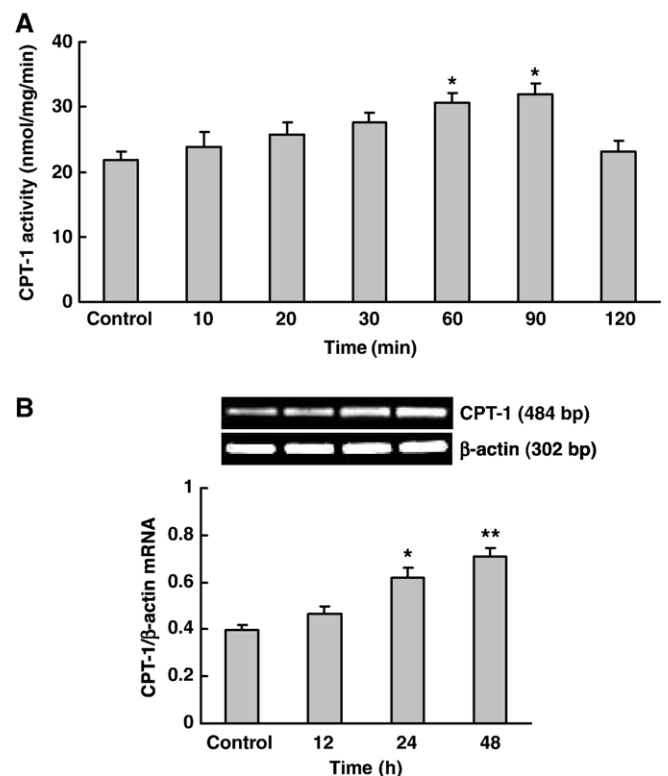 A
CPT-1 activity (nmol/mg/min)
40
30
20
10
0
* *
Control 10 20 30 60 90 120
Time (min)
B
CPT-1 (484 bp)
β-actin (302 bp)
CPT-1/β-actin mRNA
1
0.8
0.6
0.4
0.2
0
* **
Control 12 24 48
Time (h)